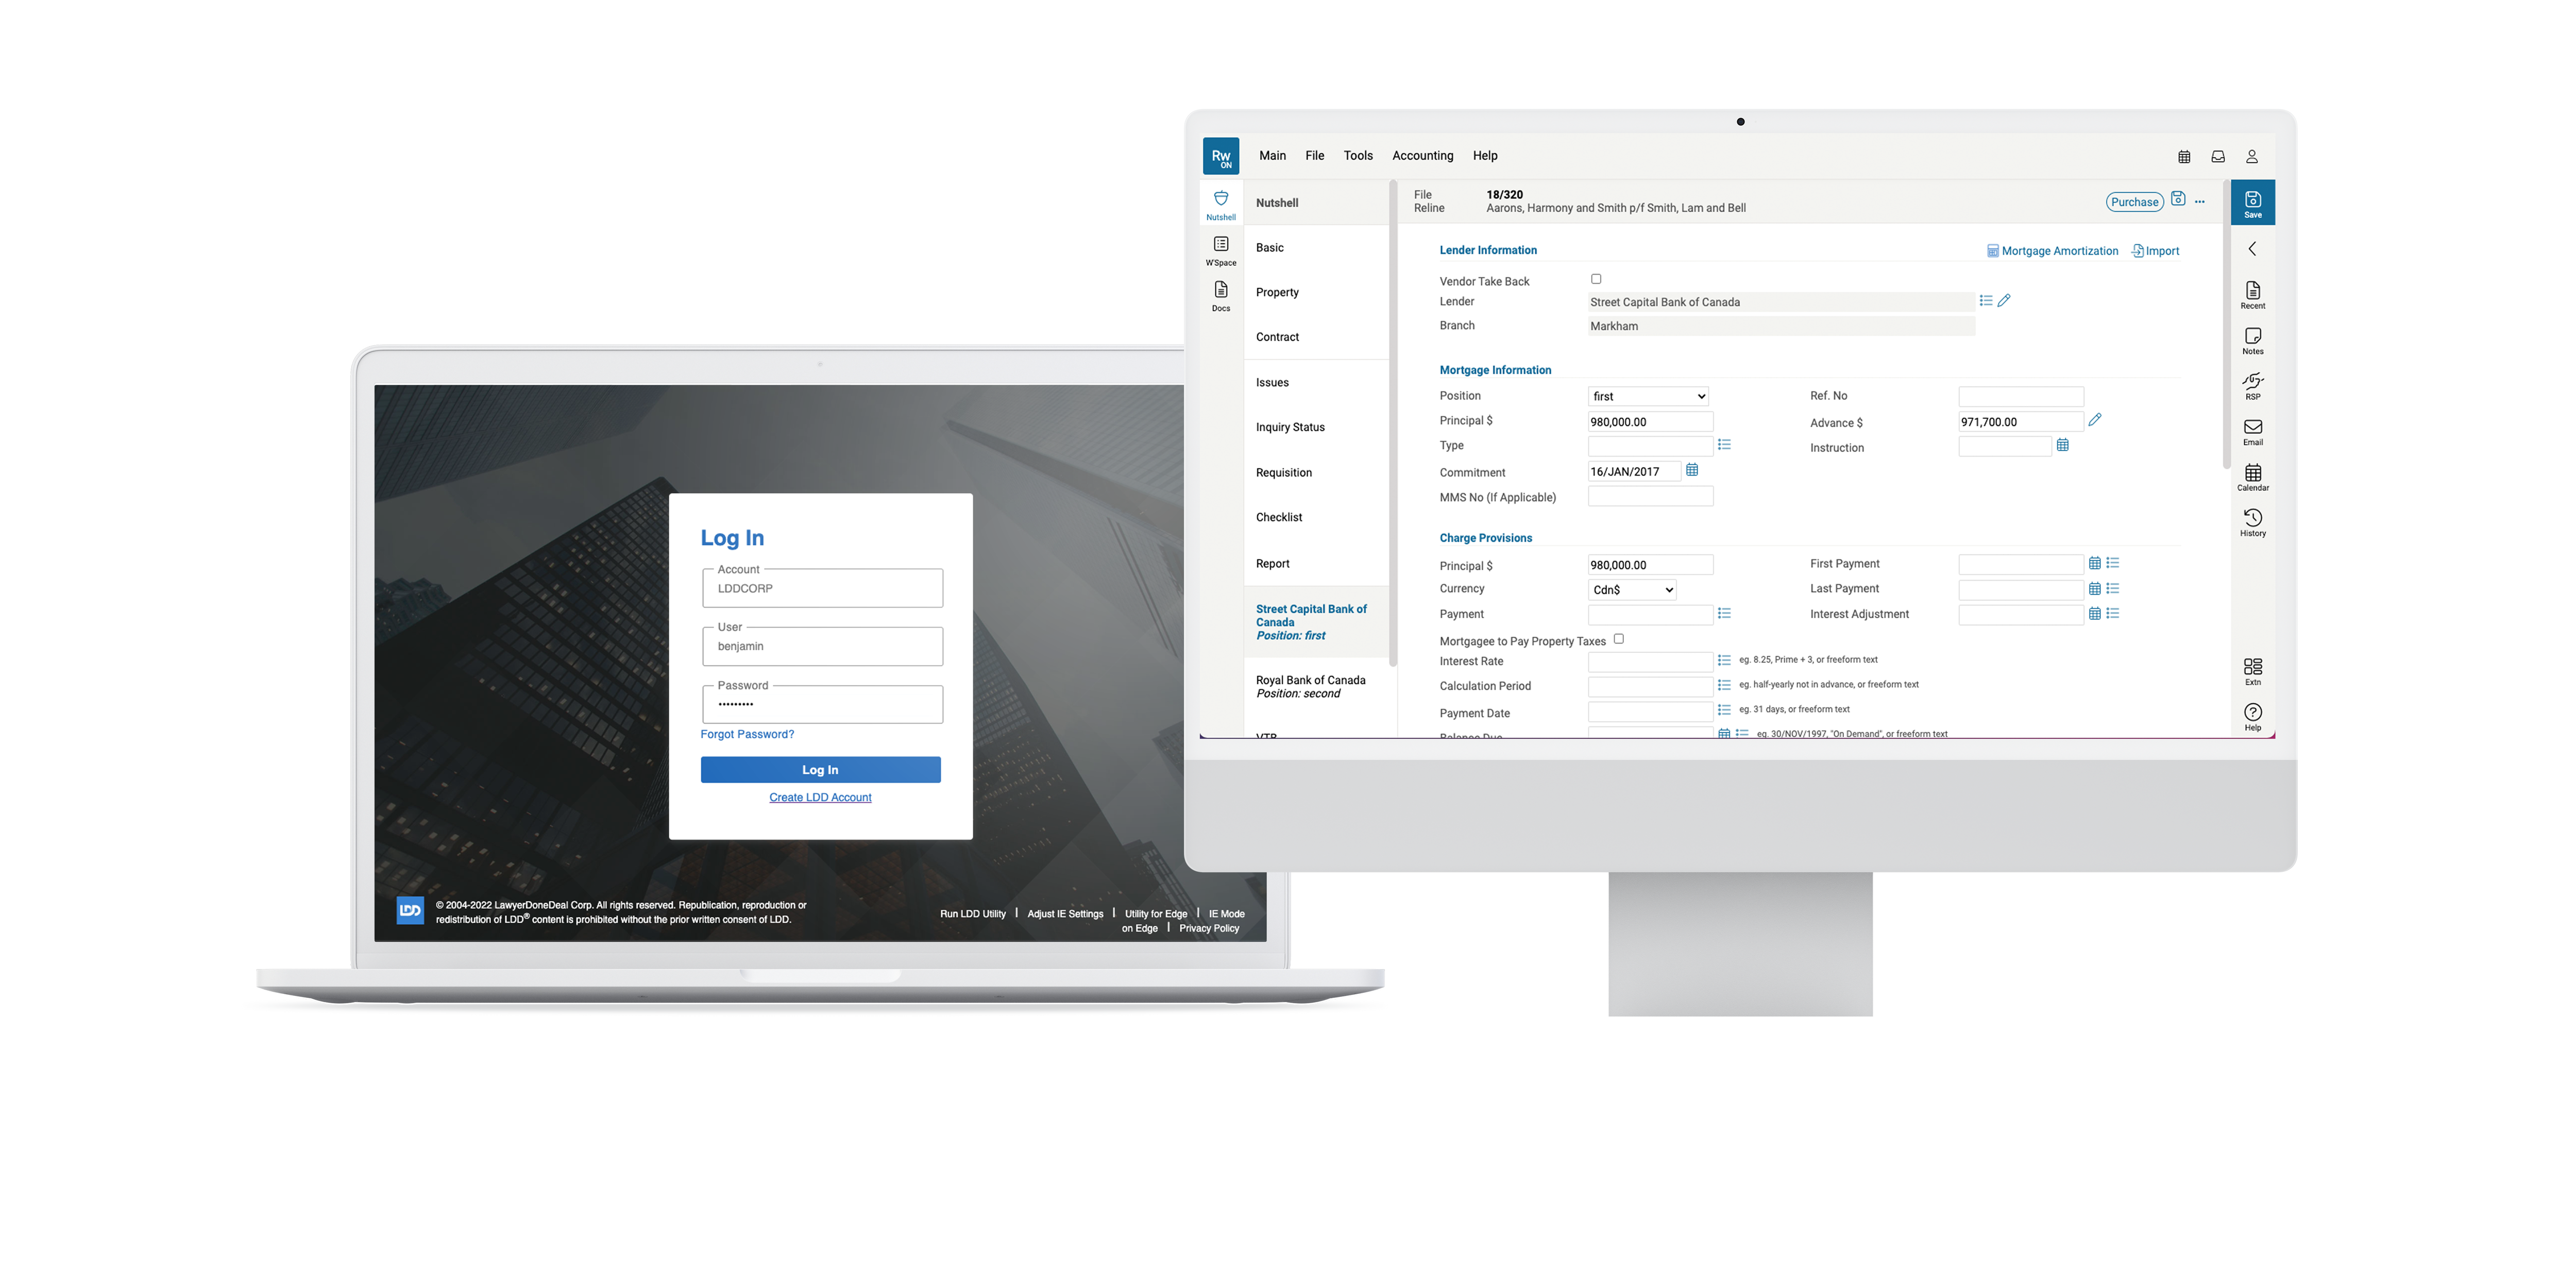 Log In
Account
LDDCORP
User
benjamin
Password
•••••••••
Forgot Password?
Log In
Create LDD Account
LDD
© 2004-2022 LawyerDoneDeal Corp. All rights reserved. Republication, reproduction or
redistribution of LDD® content is prohibited without the prior written consent of LDD.
Run LDD Utility | Adjust IE Settings | Utility for Edge | IE Mode
on Edge | Privacy Policy
Rw
ON
Main File Tools Accounting Help
Nutshell
W'Space
Docs
Nutshell
Basic
Property
Contract
Issues
Inquiry Status
Requisition
Checklist
Report
Street Capital Bank of
Canada
Position: first
Royal Bank of Canada
Position: second
VTB
File 18/320
Reline Aarons, Harmony and Smith p/f Smith, Lam and Bell
Purchase ...
Lender Information Mortgage Amortization Import
Vendor Take Back
Lender Street Capital Bank of Canada
Branch Markham
Mortgage Information
Position first Ref. No
Principal $ 980,000.00 Advance $ 971,700.00
Type Instruction
Commitment 16/JAN/2017
MMS No (If Applicable)
Charge Provisions
Principal $ 980,000.00 First Payment
Currency Cdn$ Last Payment
Payment Interest Adjustment
Mortgagee to Pay Property Taxes
Interest Rate eg. 8.25, Prime + 3, or freeform text
Calculation Period eg. half-yearly not in advance, or freeform text
Payment Date eg. 31 days, or freeform text
Balance Due eg. 30/NOV/1997, "On Demand", or freeform text
Save
Recent
Notes
RSP
Email
Calendar
History
Extn
Help